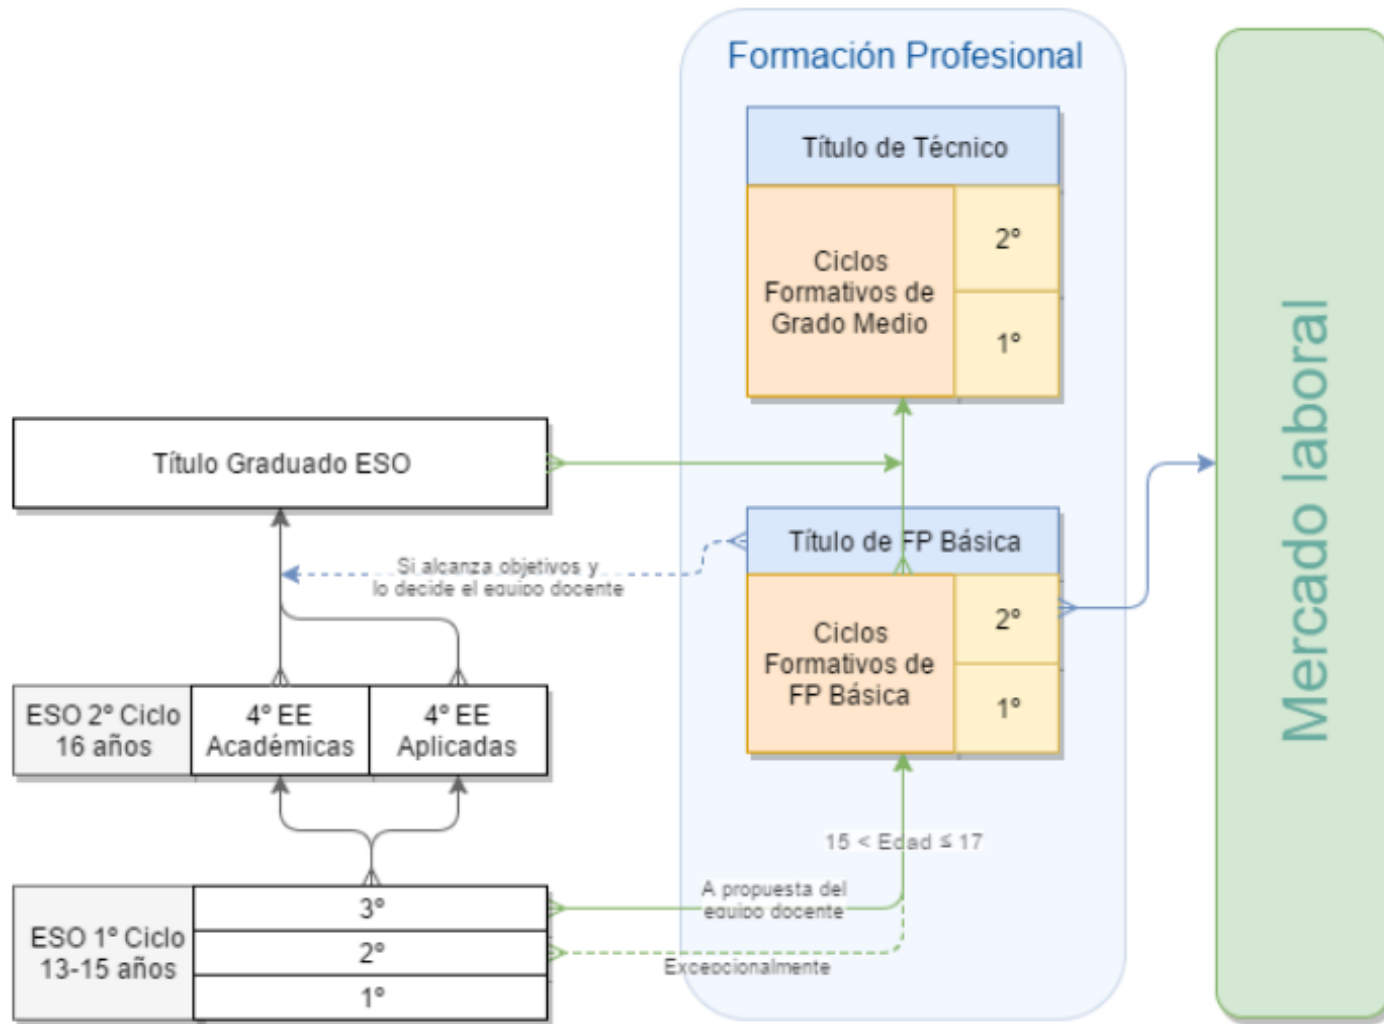 Formación Profesional
Título de Técnico
Ciclos
Formativos de
Grado Medio
2º
1º
Título Graduado ESO
Título de FP Básica
Si alcanza objetivos y
lo decide el equipo docente
Ciclos
Formativos de
FP Básica
2º
1º
ESO 2º Ciclo
16 años
4º EE
Académicas
4º EE
Aplicadas
15 < Edad ≤ 17
A propuesta del
equipo docente
Excepcionalmente
ESO 1º Ciclo
13-15 años
3º
2º
1º
Mercado laboral